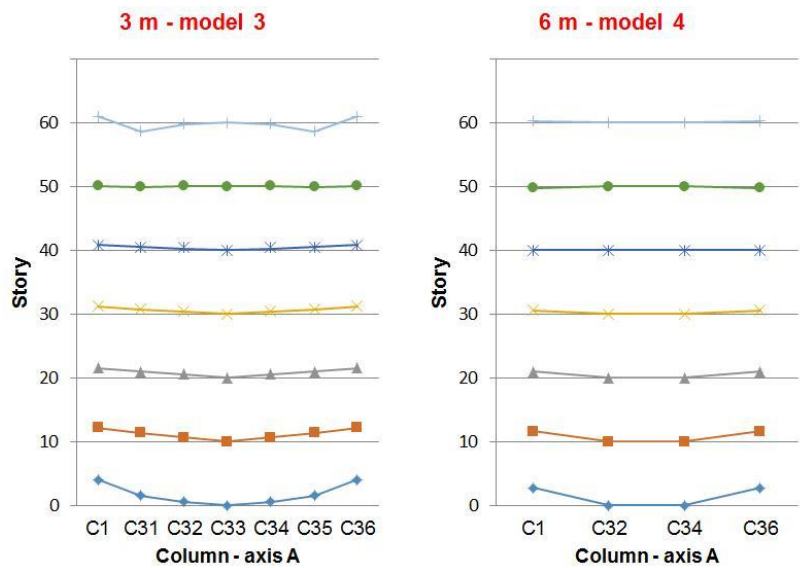 3 m - model 3
Story
60
50
40
30
20
10
0
C1 C31 C32 C33 C34 C35 C36
Column - axis A
6 m - model 4
Story
60
50
40
30
20
10
0
C1 C32 C34 C36
Column - axis A